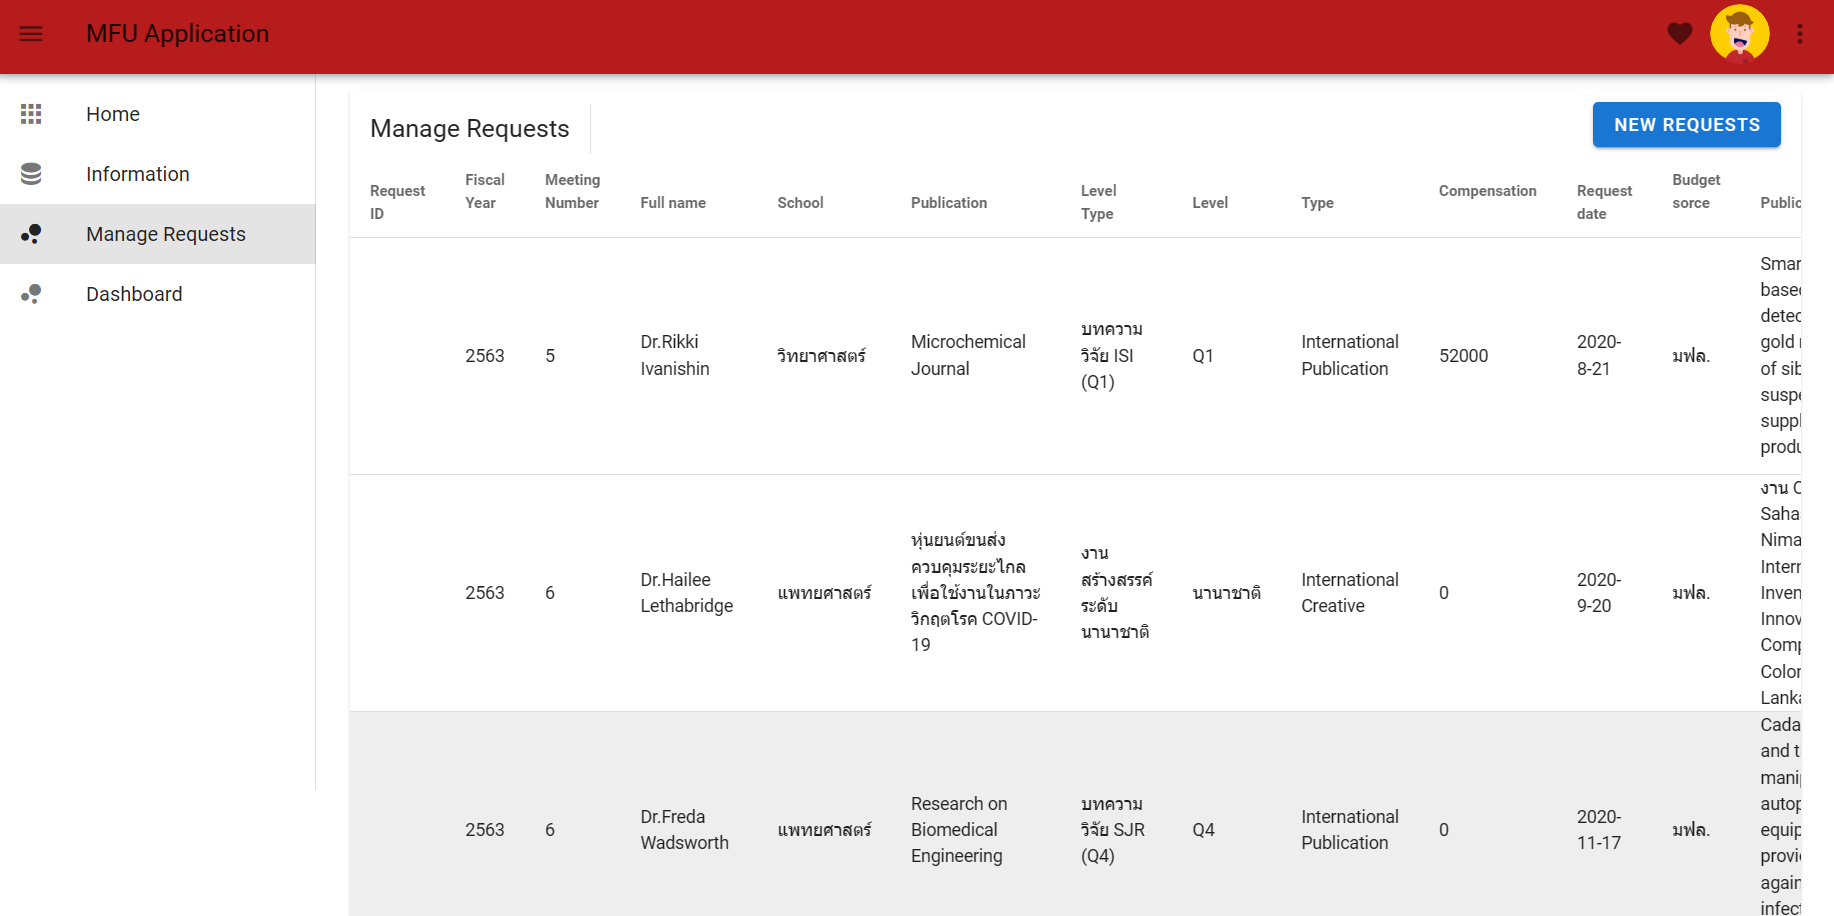 MFU Application
Home
Information
Manage Requests
Dashboard
Manage Requests
NEW REQUESTS
Request
ID
Fiscal
Year
Meeting
Number
Full name
School
Publication
Level
Type
Level
Type
Compensation
Request
date
Budget
sorce
Public
2563
5
Dr.Rikki
Ivanishin
วิทยาศาสตร์
Microchemical
Journal
บทความ
วิจัย ISI
(Q1)
Q1
International
Publication
52000
2020-
8-21
มฟล.
Smar
based
detec
gold
of sib
suspe
suppl
produ
2563
6
Dr.Hailee
Lethabridge
แพทยศาสตร์
หุ่นยนต์ขนส่ง
ควบคุมระยะไกล
เพื่อใช้งานในภาวะ
วิกฤตโรค COVID-
19
งาน
สร้างสรรค์
ระดับ
นานาชาติ
นานาชาติ
International
Creative
0
2020-
9-20
มฟล.
งาน C
Saha
Nima
Intern
Inven
Innov
Comp
Color
Lanka
2563
6
Dr.Freda
Wadsworth
แพทยศาสตร์
Research on
Biomedical
Engineering
บทความ
วิจัย SJR
(Q4)
Q4
International
Publication
0
2020-
11-17
มฟล.
Cada
and t
manip
autop
equip
provi
again
infect